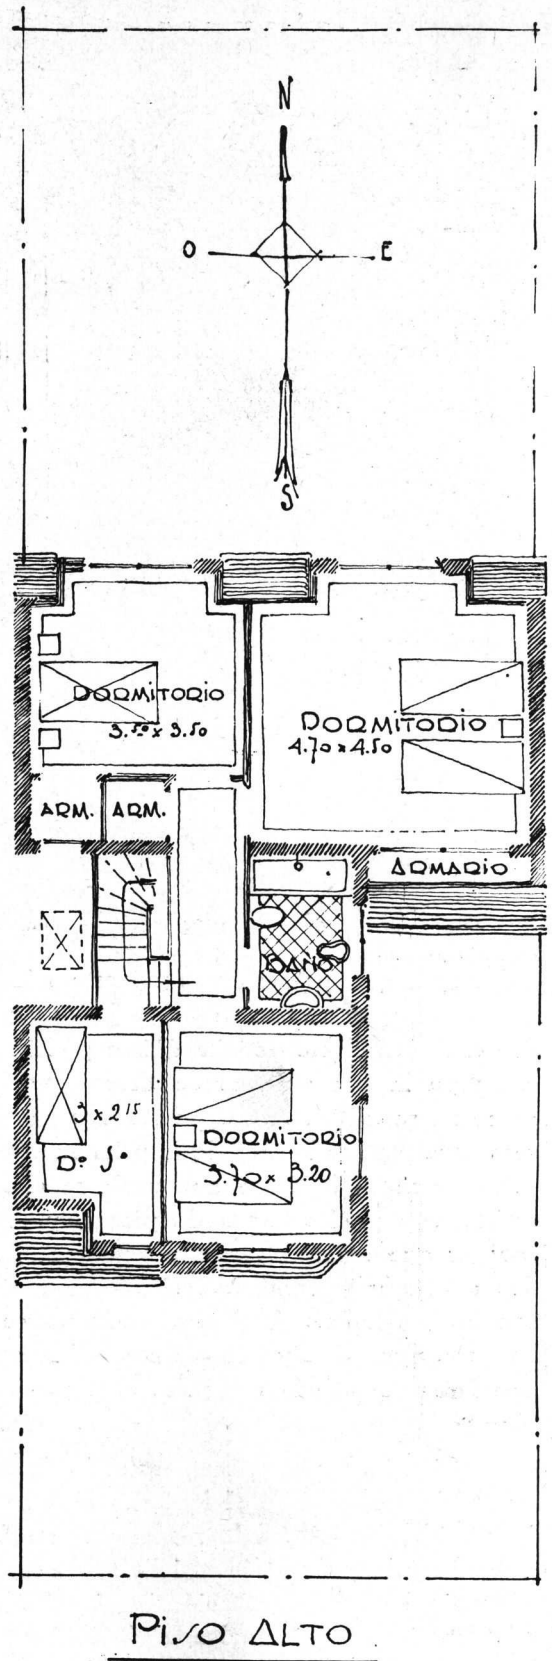 N
O E
S
DORMITORIO
3.50 x 3.50
DORMITORIO
4.70 x 4.50
ARM. ARM.
ARMARIO
BAÑO
3 x 2.15
Do So
DORMITORIO
3.70 x 3.20
PISO ALTO